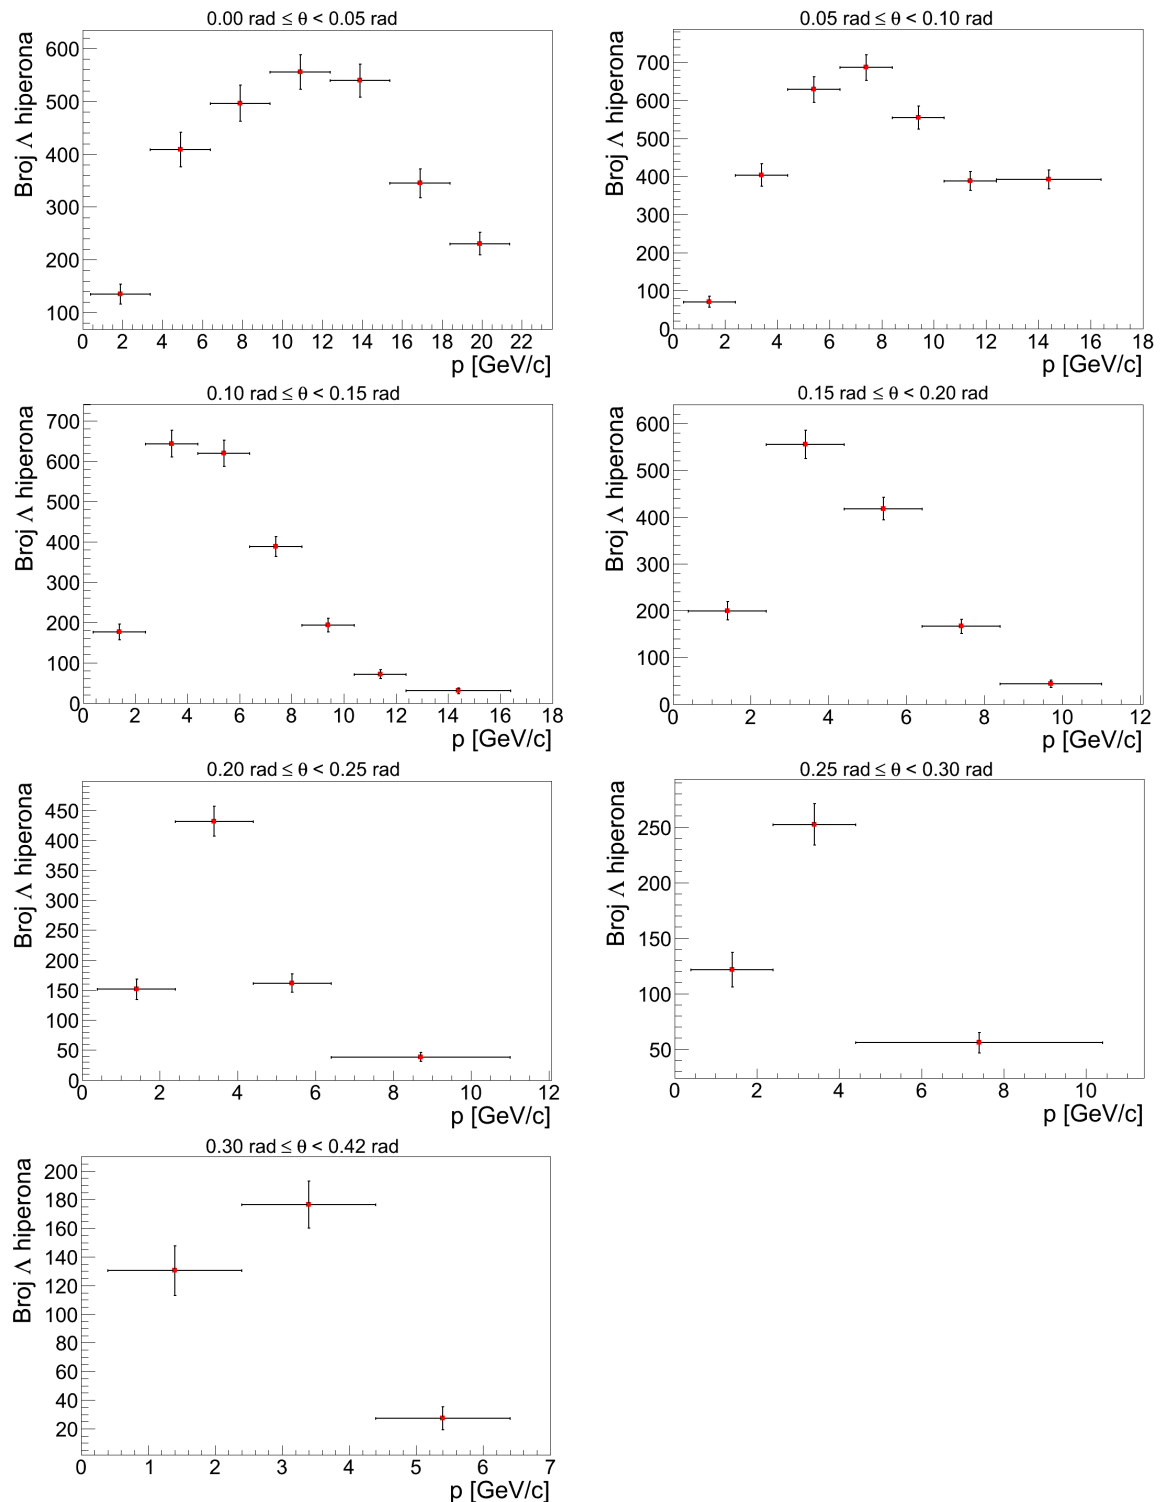 0.00 rad ≤ θ < 0.05 rad
Broj Λ hiperona
600
500
400
300
200
100
0 2 4 6 8 10 12 14 16 18 20 22
p [GeV/c]
0.05 rad ≤ θ < 0.10 rad
Broj Λ hiperona
700
600
500
400
300
200
100
0
0 2 4 6 8 10 12 14 16 18
p [GeV/c]
0.10 rad ≤ θ < 0.15 rad
Broj Λ hiperona
700
600
500
400
300
200
100
0
0 2 4 6 8 10 12 14 16 18
p [GeV/c]
0.15 rad ≤ θ < 0.20 rad
Broj Λ hiperona
600
500
400
300
200
100
0
0 2 4 6 8 10 12
p [GeV/c]
0.20 rad ≤ θ < 0.25 rad
Broj Λ hiperona
450
400
350
300
250
200
150
100
50
0
0 2 4 6 8 10 12
p [GeV/c]
0.25 rad ≤ θ < 0.30 rad
Broj Λ hiperona
250
200
150
100
50
0 2 4 6 8 10
p [GeV/c]
0.30 rad ≤ θ < 0.42 rad
Broj Λ hiperona
200
180
160
140
120
100
80
60
40
20
0 1 2 3 4 5 6 7
p [GeV/c]